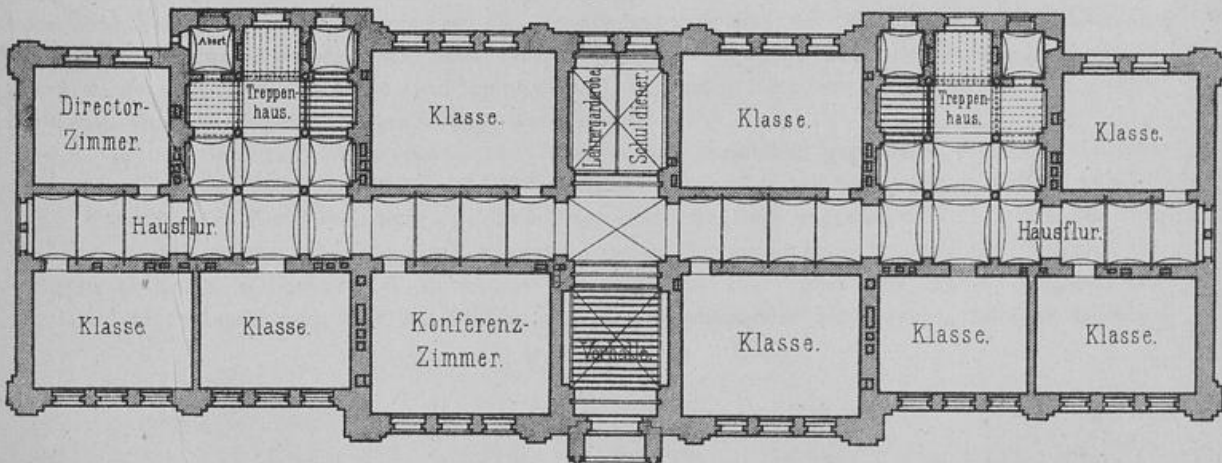 Abort
Director-
Zimmer.
Treppen-
haus.
Klasse.
Lehrergarderobe
Schuldiener.
Klasse.
Treppen-
haus.
Klasse.
Hausflur.
Hausflur.
Klasse
Klasse.
Konferenz-
Zimmer.
Vorhalle.
Klasse.
Klasse.
Klasse.